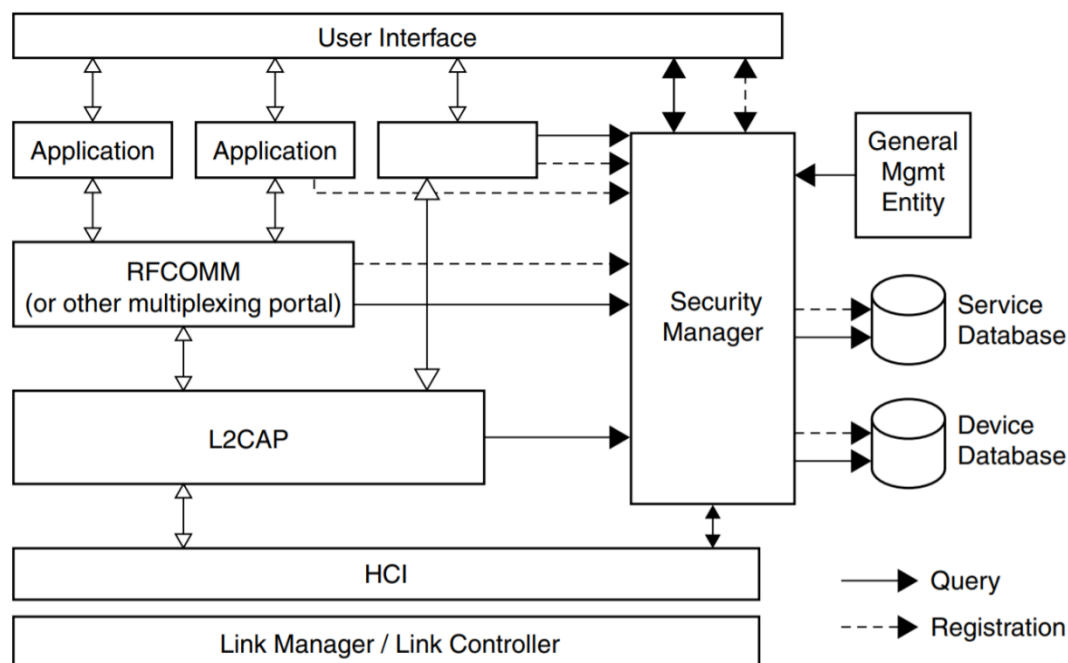 User Interface
Application
Application
General
Mgmt
Entity
RFCOMM
(or other multiplexing portal)
Security
Manager
Service
Database
L2CAP
Device
Database
HCI
Query
Registration
Link Manager / Link Controller